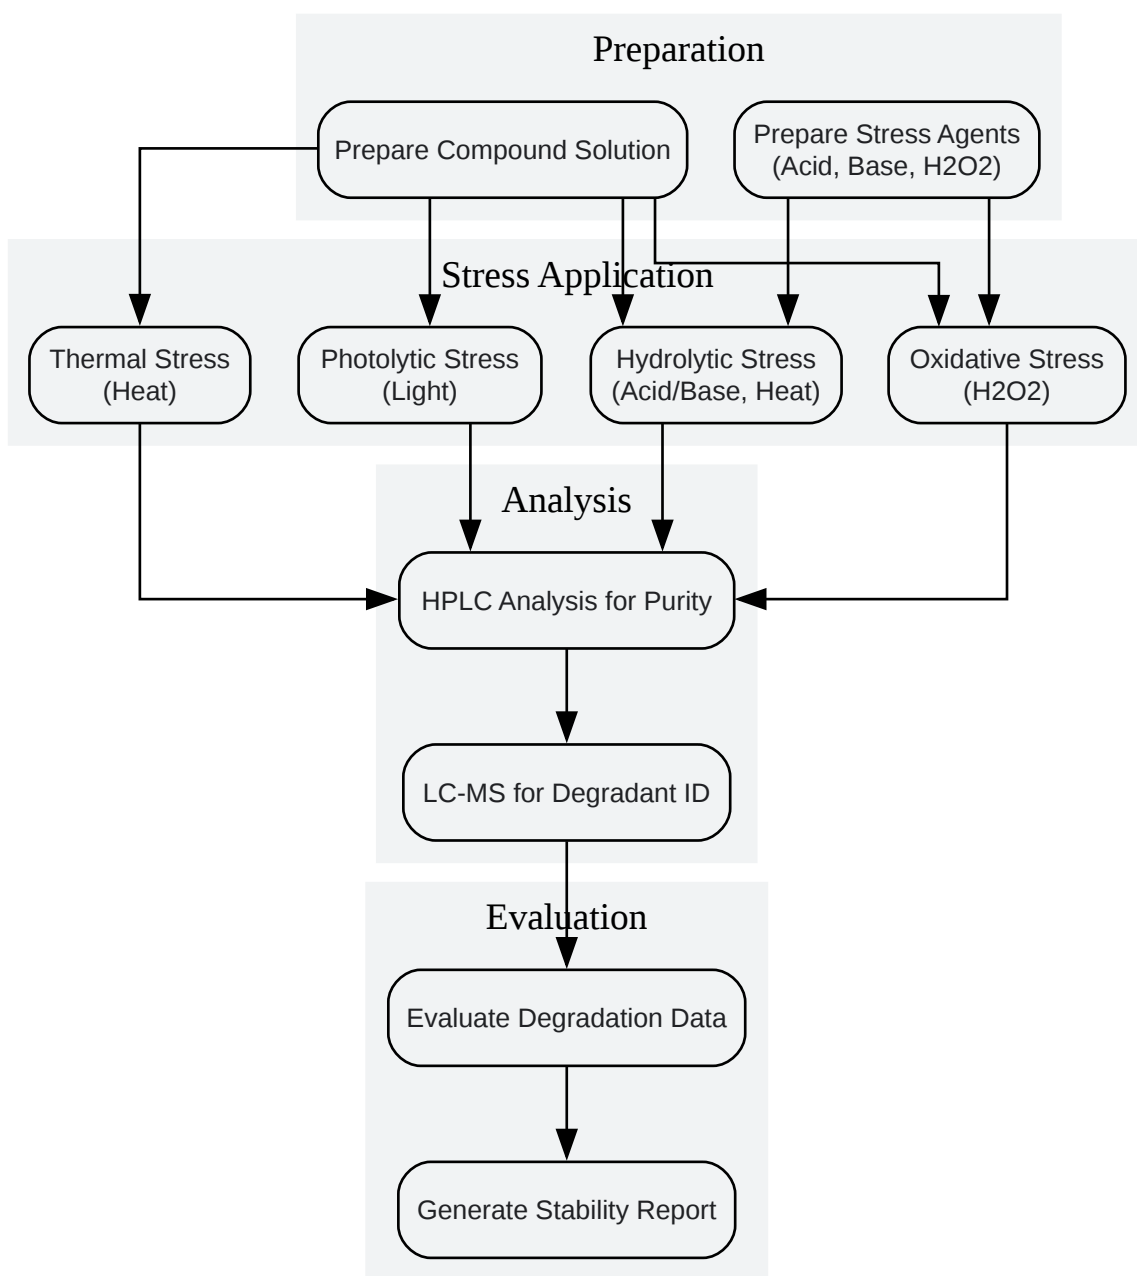 Preparation
Prepare Compound Solution
Prepare Stress Agents
(Acid, Base, H2O2)
Stress Application
Thermal Stress
(Heat)
Photolytic Stress
(Light)
Hydrolytic Stress
(Acid/Base, Heat)
Oxidative Stress
(H2O2)
Analysis
HPLC Analysis for Purity
LC-MS for Degradant ID
Evaluation
Evaluate Degradation Data
Generate Stability Report